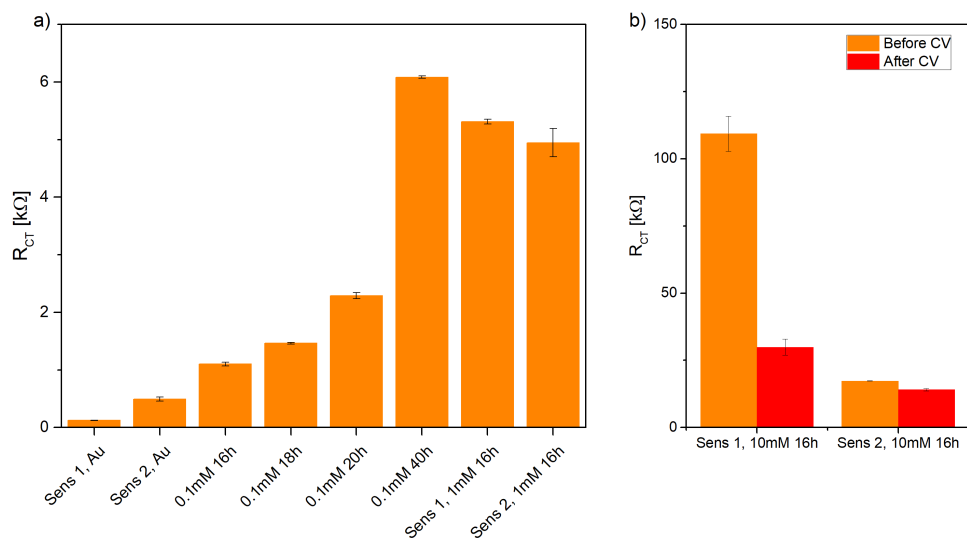 a)
R_CT [kΩ]
6
4
2
0
Sens 1, Au
Sens 2, Au
0.1mM 16h
0.1mM 18h
0.1mM 20h
0.1mM 40h
Sens 1, 1mM 16h
Sens 2, 1mM 16h
b)
R_CT [kΩ]
150
100
50
0
Before CV
After CV
Sens 1, 10mM 16h
Sens 2, 10mM 16h